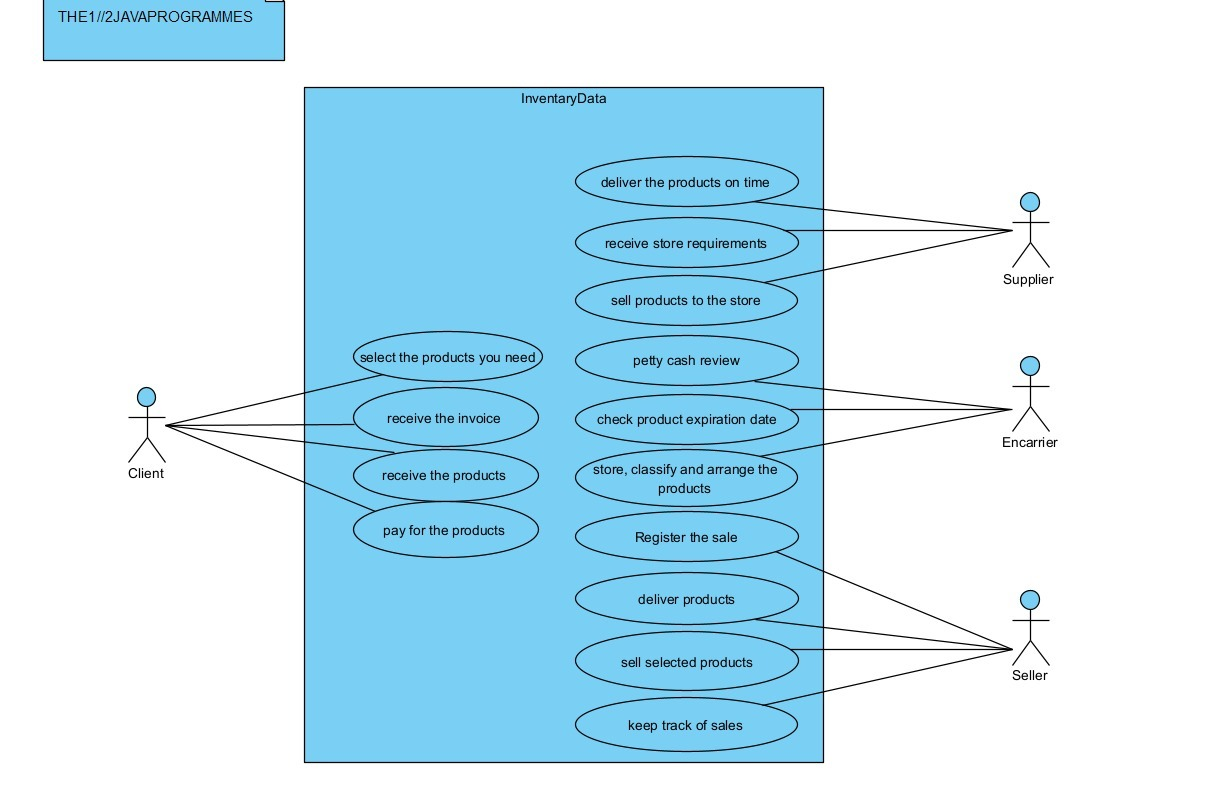 THE1//2JAVAPROGRAMMES
InventaryData
deliver the products on time
receive store requirements
sell products to the store
Supplier
select the products you need
receive the invoice
receive the products
pay for the products
Client
petty cash review
check product expiration date
store, classify and arrange the
products
Encarrier
Register the sale
deliver products
sell selected products
keep track of sales
Seller